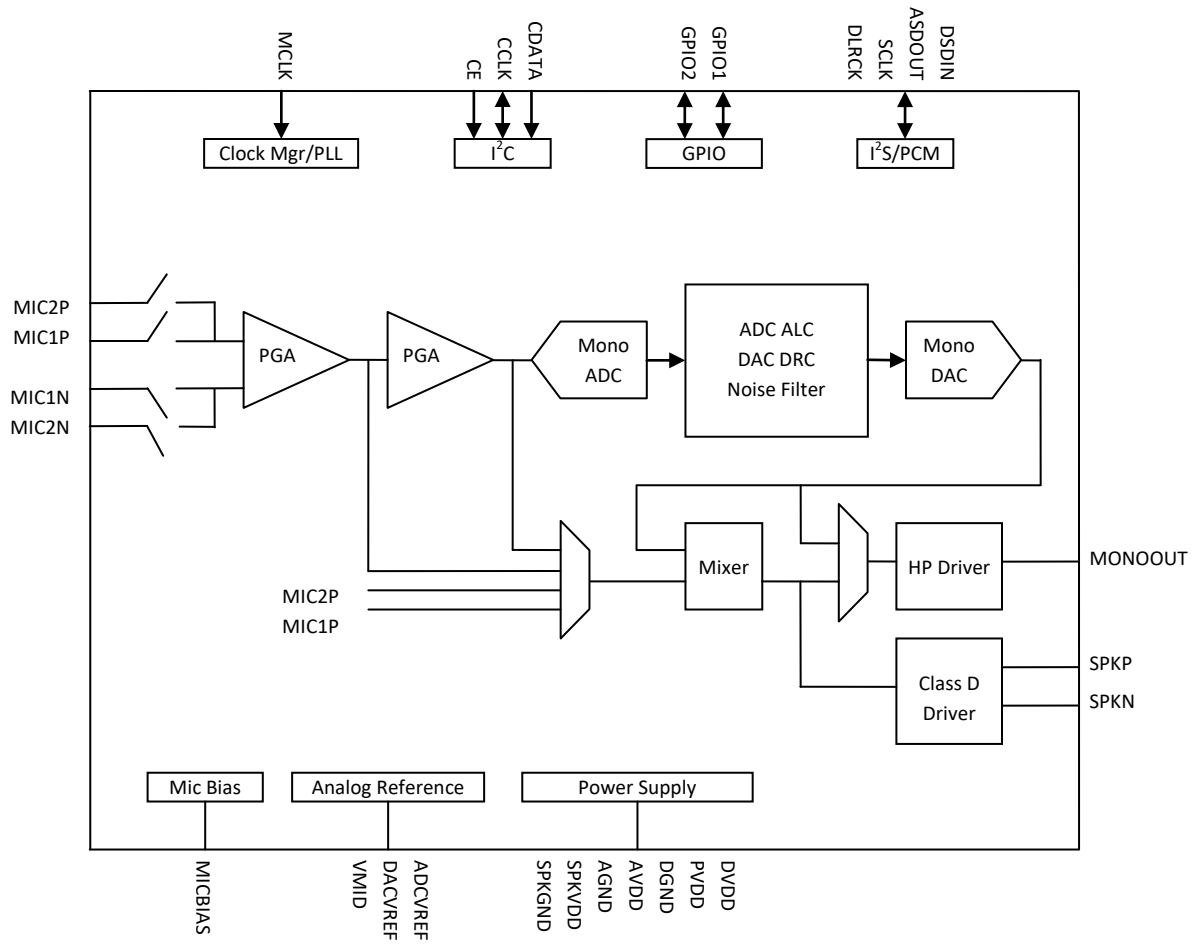 MCLK
CE
CCLK
CDATA
GPIO2
GPIO1
DLRCK
SCLK
ASDOUT
DSDIN
Clock Mgr/PLL
I²C
GPIO
I²S/PCM
MIC2P
MIC1P
MIC1N
MIC2N
PGA
PGA
Mono
ADC
ADC ALC
DAC DRC
Noise Filter
Mono
DAC
MIC2P
MIC1P
Mixer
HP Driver
MONOOUT
Class D
Driver
SPKP
SPKN
Mic Bias
Analog Reference
Power Supply
MICBIAS
VMID
DACVREF
ADCVREF
SPKGND
SPKVDD
AGND
AVDD
DGND
PVDD
DVDD